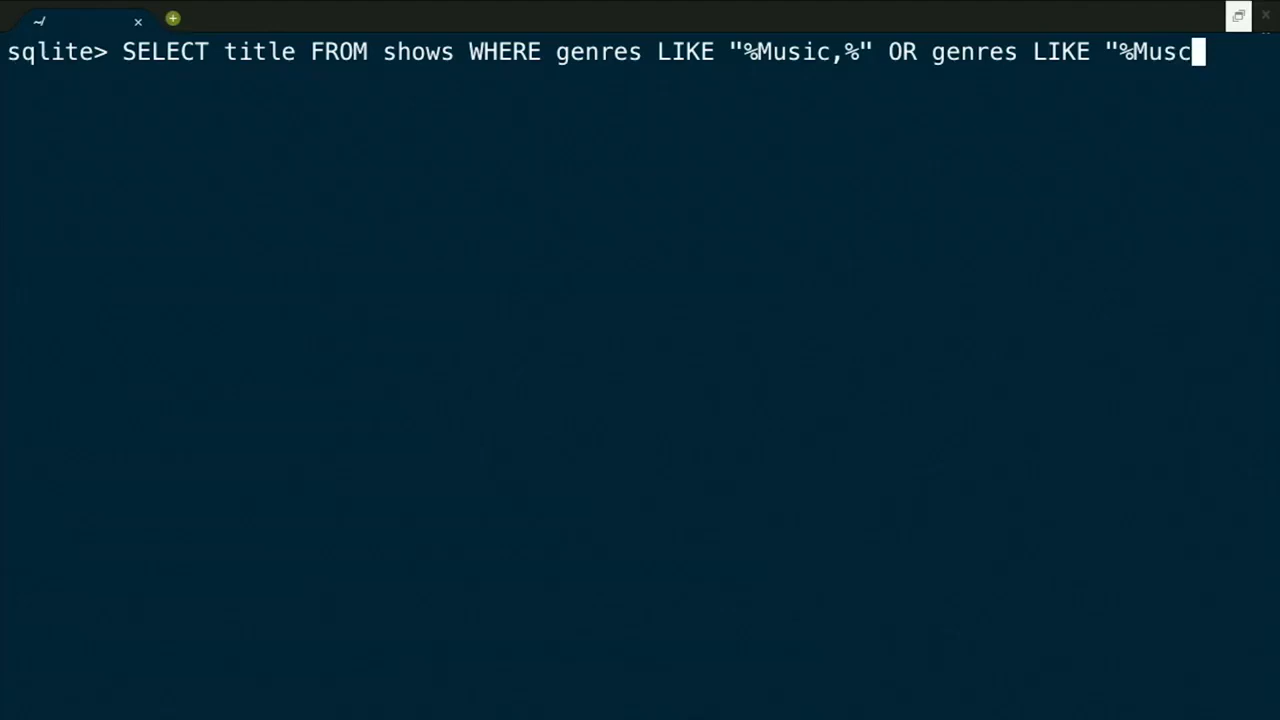 ~/
sqlite> SELECT title FROM shows WHERE genres LIKE "%Music,%" OR genres LIKE "%Musc